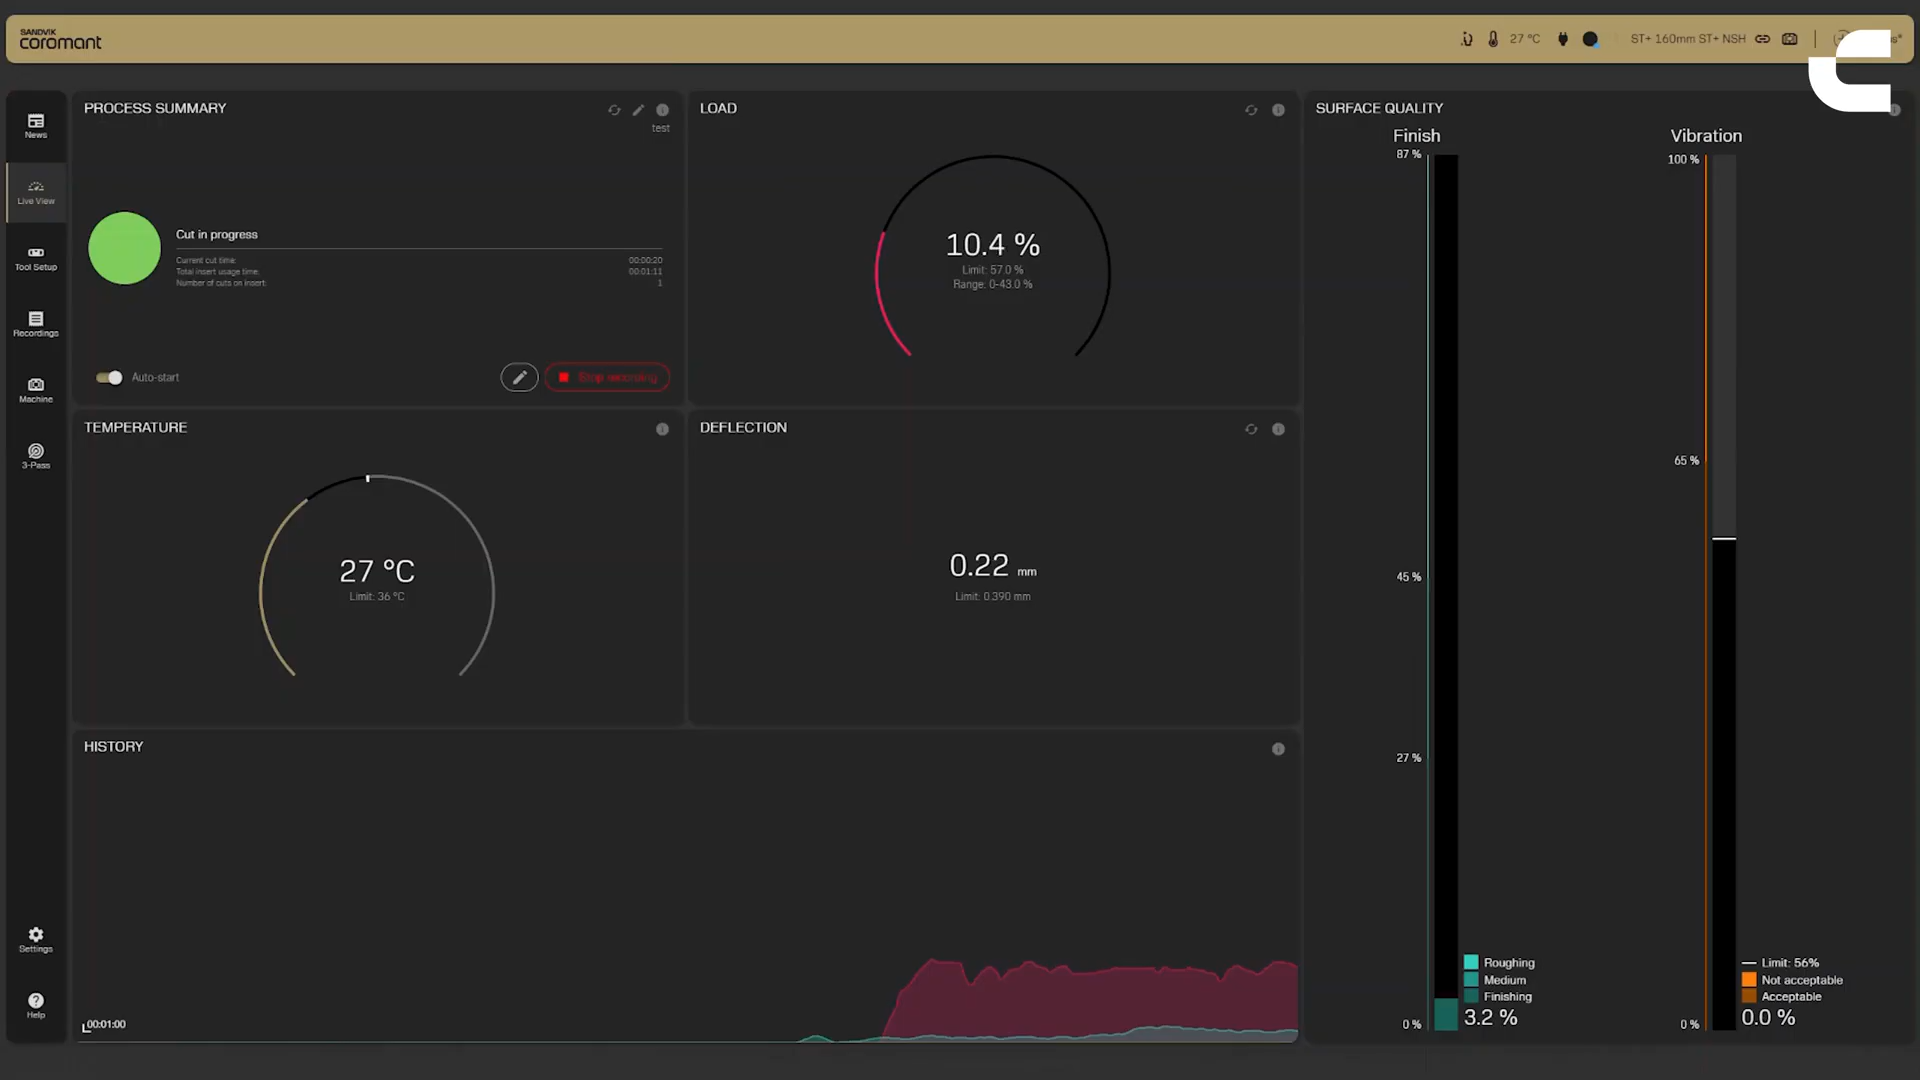 SANDVIK
coromant
27 °C
ST+ 160mm ST+ NSH
News
Live View
Tool Setup
Recordings
Machine
3-Pass
Settings
Help
PROCESS SUMMARY
test
Cut in progress
Current cut time: 00:00:20
Total insert usage time: 00:01:11
Number of cuts on insert: 1
Auto-start
Stop recording
LOAD
10.4 %
Limit: 57.0 %
Range: 0-43.0 %
TEMPERATURE
27 °C
Limit: 36 °C
DEFLECTION
0.22 mm
Limit: 0.390 mm
HISTORY
00:01:00
SURFACE QUALITY
Finish
87 %
45 %
27 %
0 %
Roughing
Medium
Finishing
3.2 %
Vibration
100 %
65 %
0 %
Limit: 56%
Not acceptable
Acceptable
0.0 %